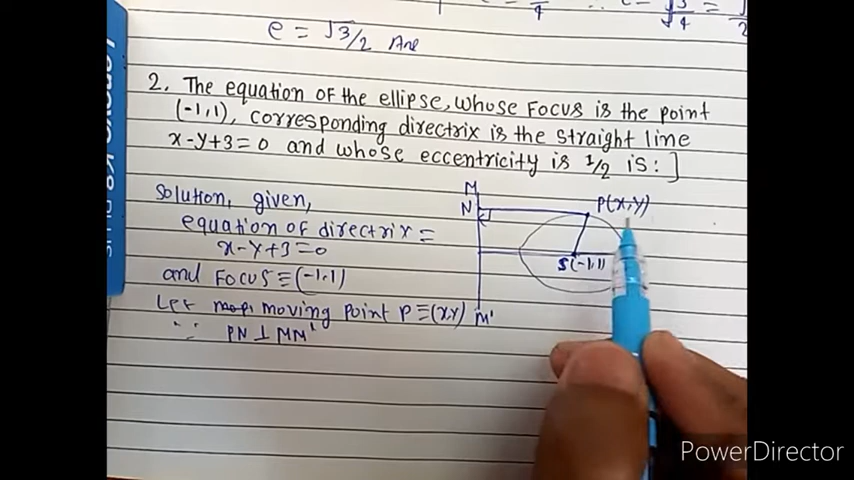 e = √3/2 Ans
2. The equation of the ellipse, whose Focus is the point
(-1,1), corresponding directrix is the straight line
x-y+3=0 and whose eccentricity is 1/2 is: ]
Solution, given,
equation of directrix =
x-y+3=0
and Focus ≡ (-1,1)
Let moving point P ≡ (x,y)
∵ PN ⊥ MM'
M
N
P(x,y)
S(-1,1)
M'
PowerDirector